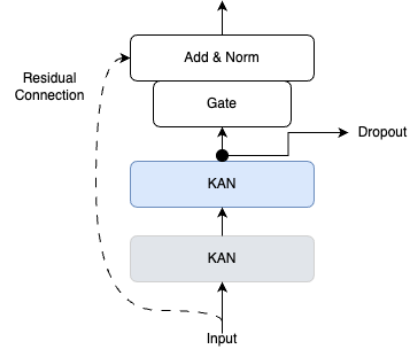 Add & Norm
Residual
Connection
Gate
Dropout
KAN
KAN
Input